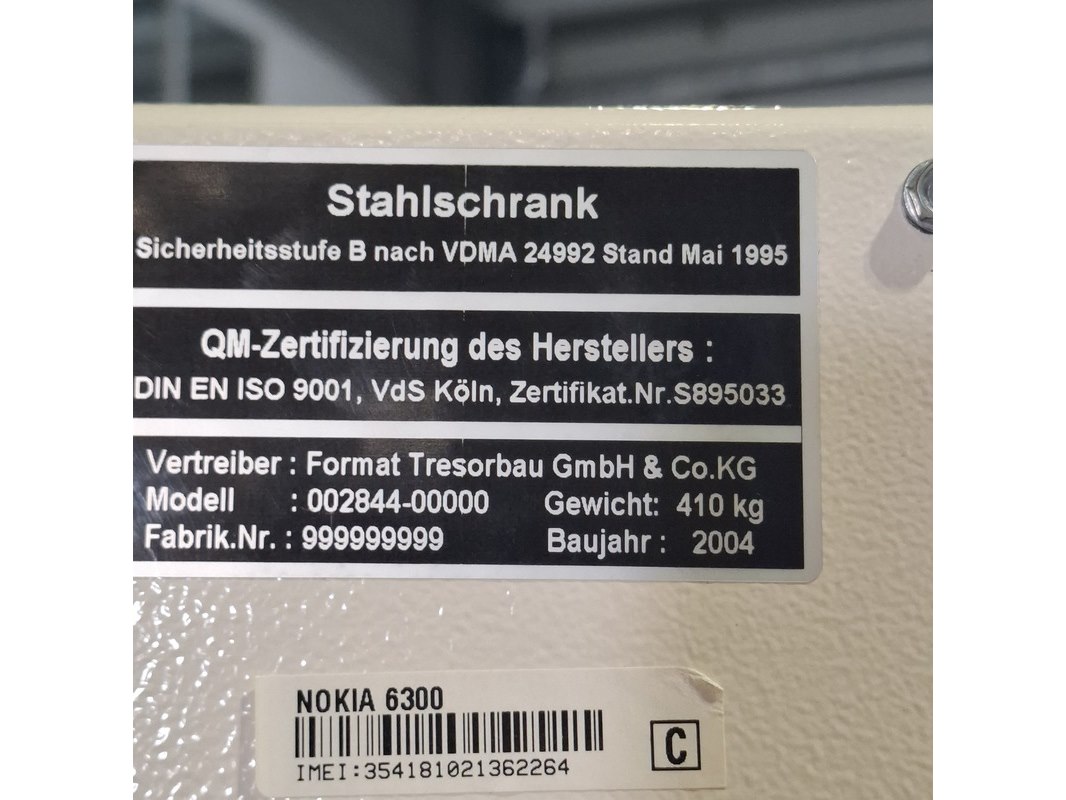 Stahlschrank
Sicherheitsstufe B nach VDMA 24992 Stand Mai 1995
QM-Zertifizierung des Herstellers :
DIN EN ISO 9001, VdS Köln, Zertifikat.Nr.S895033
Vertreiber : Format Tresorbau GmbH & Co.KG
Modell : 002844-00000 Gewicht: 410 kg
Fabrik.Nr. : 999999999 Baujahr : 2004
NOKIA 6300
C
IMEI:354181021362264